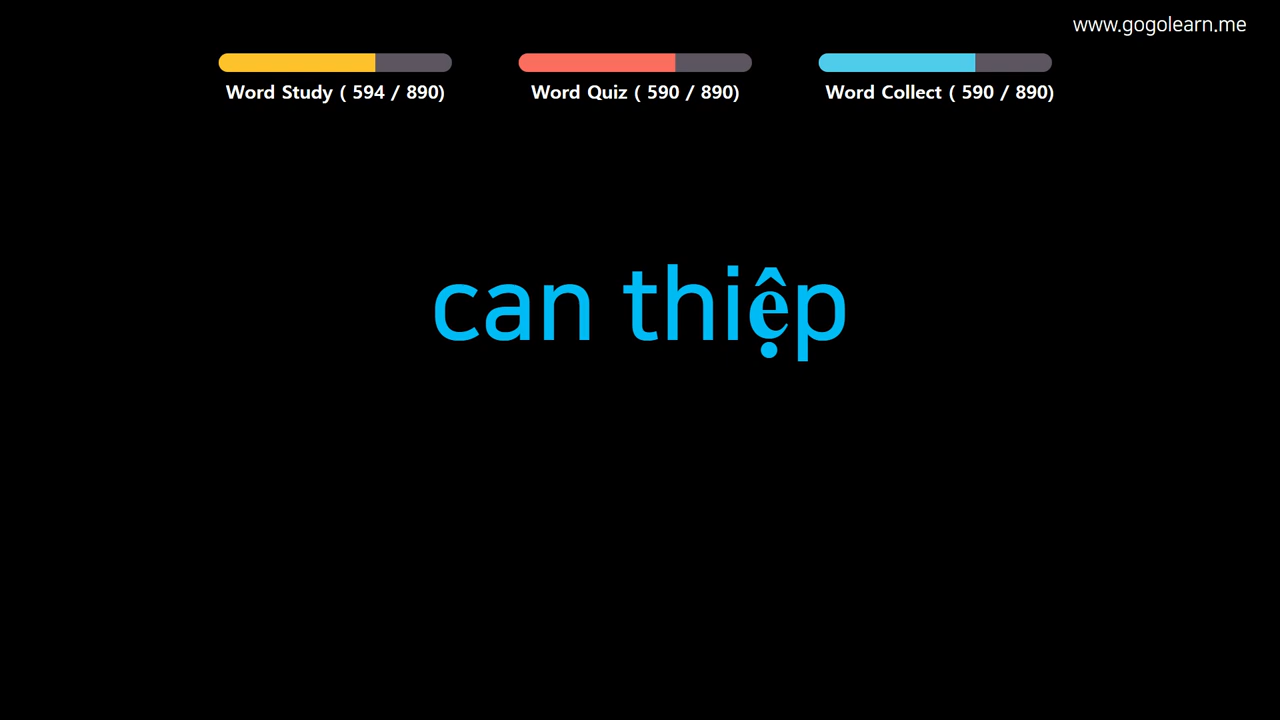 www.gogolearn.me
Word Study ( 594 / 890)
Word Quiz ( 590 / 890)
Word Collect ( 590 / 890)
can thiệp